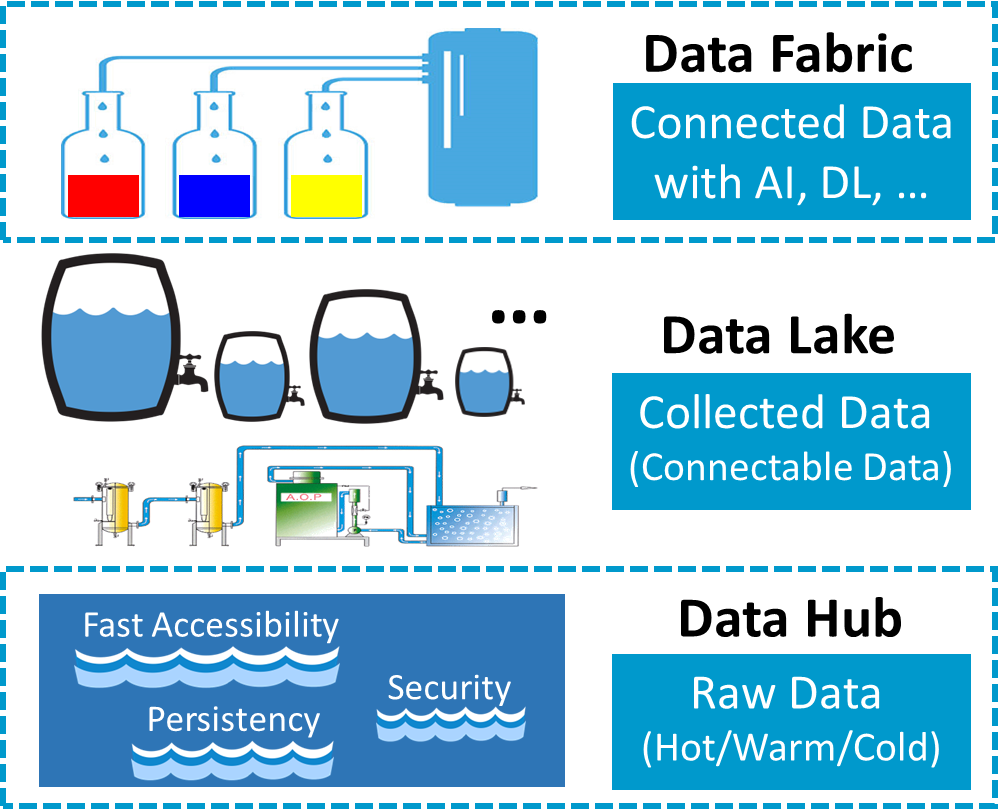 Data Fabric
Connected Data
with AI, DL, ...
...
Data Lake
Collected Data
(Connectable Data)
A.O.P
Data Hub
Raw Data
(Hot/Warm/Cold)
Fast Accessibility
Security
Persistency